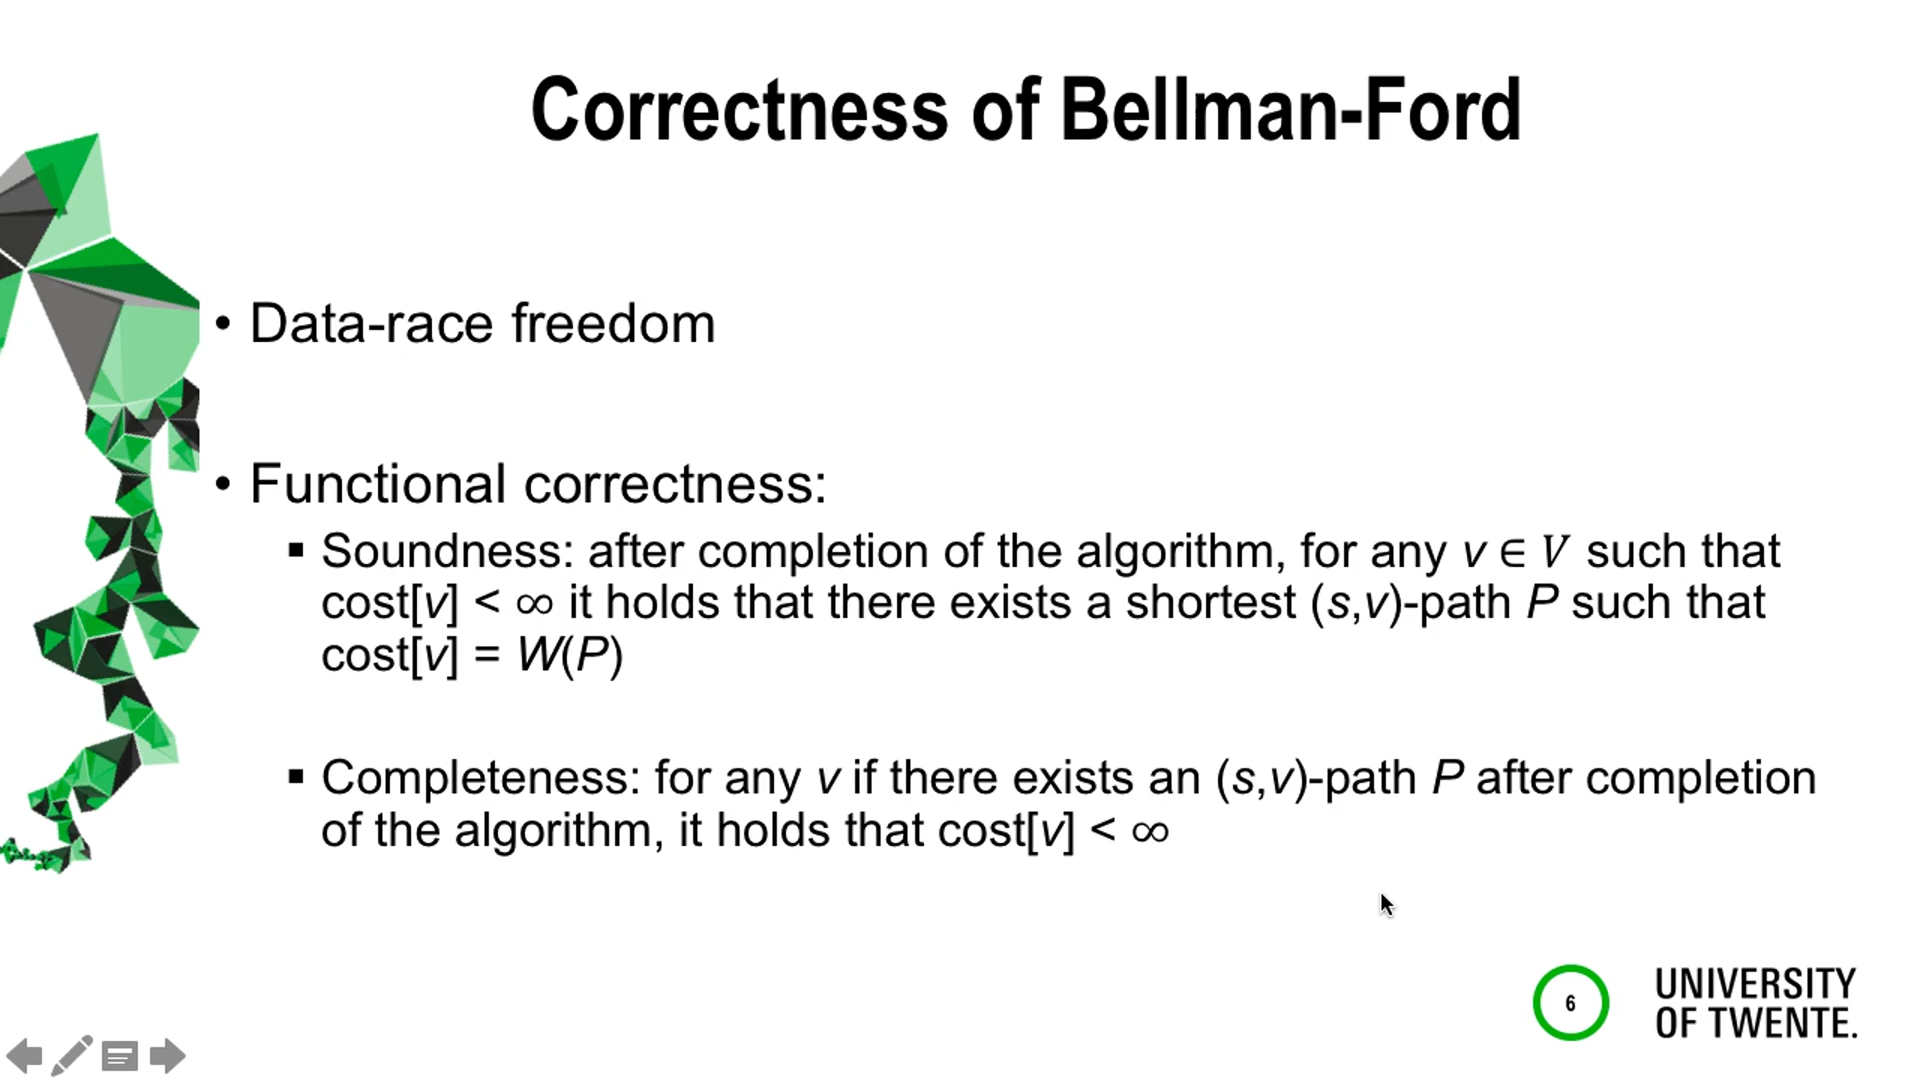 Correctness of Bellman-Ford
• Data-race freedom
• Functional correctness:
▪ Soundness: after completion of the algorithm, for any v ∈ V such that
cost[v] < ∞ it holds that there exists a shortest (s,v)-path P such that
cost[v] = W(P)
▪ Completeness: for any v if there exists an (s,v)-path P after completion
of the algorithm, it holds that cost[v] < ∞
6
UNIVERSITY
OF TWENTE.